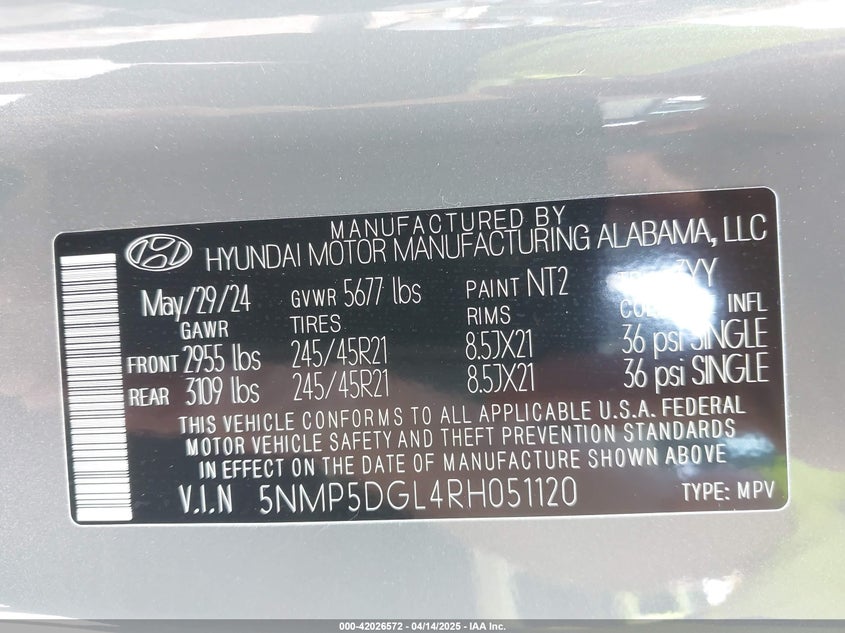 MANUFACTURED BY
HYUNDAI MOTOR MANUFACTURING ALABAMA, LLC
May/29/24 GVWR 5677 lbs PAINT NT2
GAWR TIRES RIMS INFL
FRONT 2955 lbs 245/45R21 8.5JX21 36 psi SINGLE
REAR 3109 lbs 245/45R21 8.5JX21 36 psi SINGLE
THIS VEHICLE CONFORMS TO ALL APPLICABLE U.S.A. FEDERAL
MOTOR VEHICLE SAFETY AND THEFT PREVENTION STANDARDS
IN EFFECT ON THE DATE OF MANUFACTURE SHOWN ABOVE
V.I.N 5NMP5DGL4RH051120 TYPE: MPV
000-42026572 - 04/14/2025 - IAA Inc.